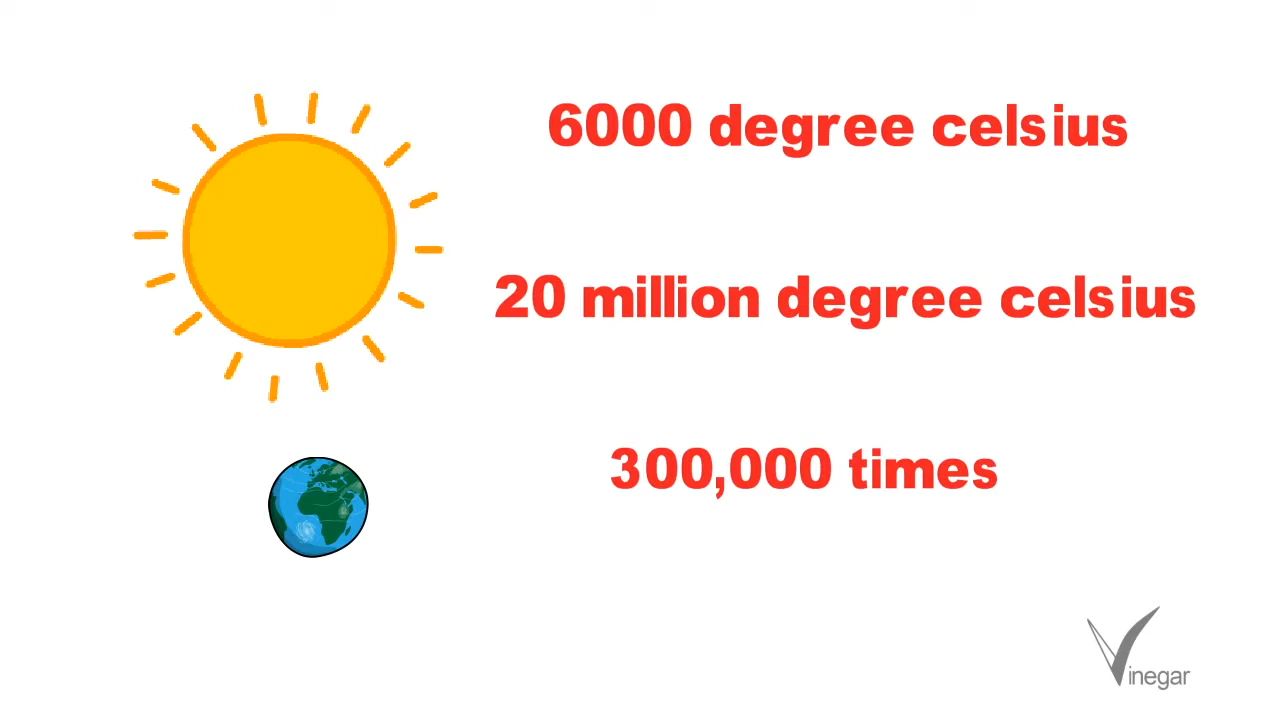 6000 degree celsius
20 million degree celsius
300,000 times
Vinegar